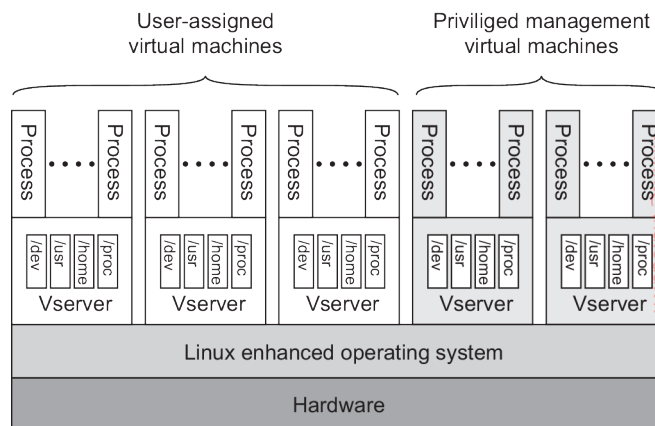 User-assigned
virtual machines
Priviliged management
virtual machines
Process
Process
Process
Process
Process
Process
Process
Process
Process
Process
/dev
/usr
/home
/proc
Vserver
/dev
/usr
/home
/proc
Vserver
/dev
/usr
/home
/proc
Vserver
/dev
/usr
/home
/proc
Vserver
/dev
/usr
/home
/proc
Vserver
Linux enhanced operating system
Hardware